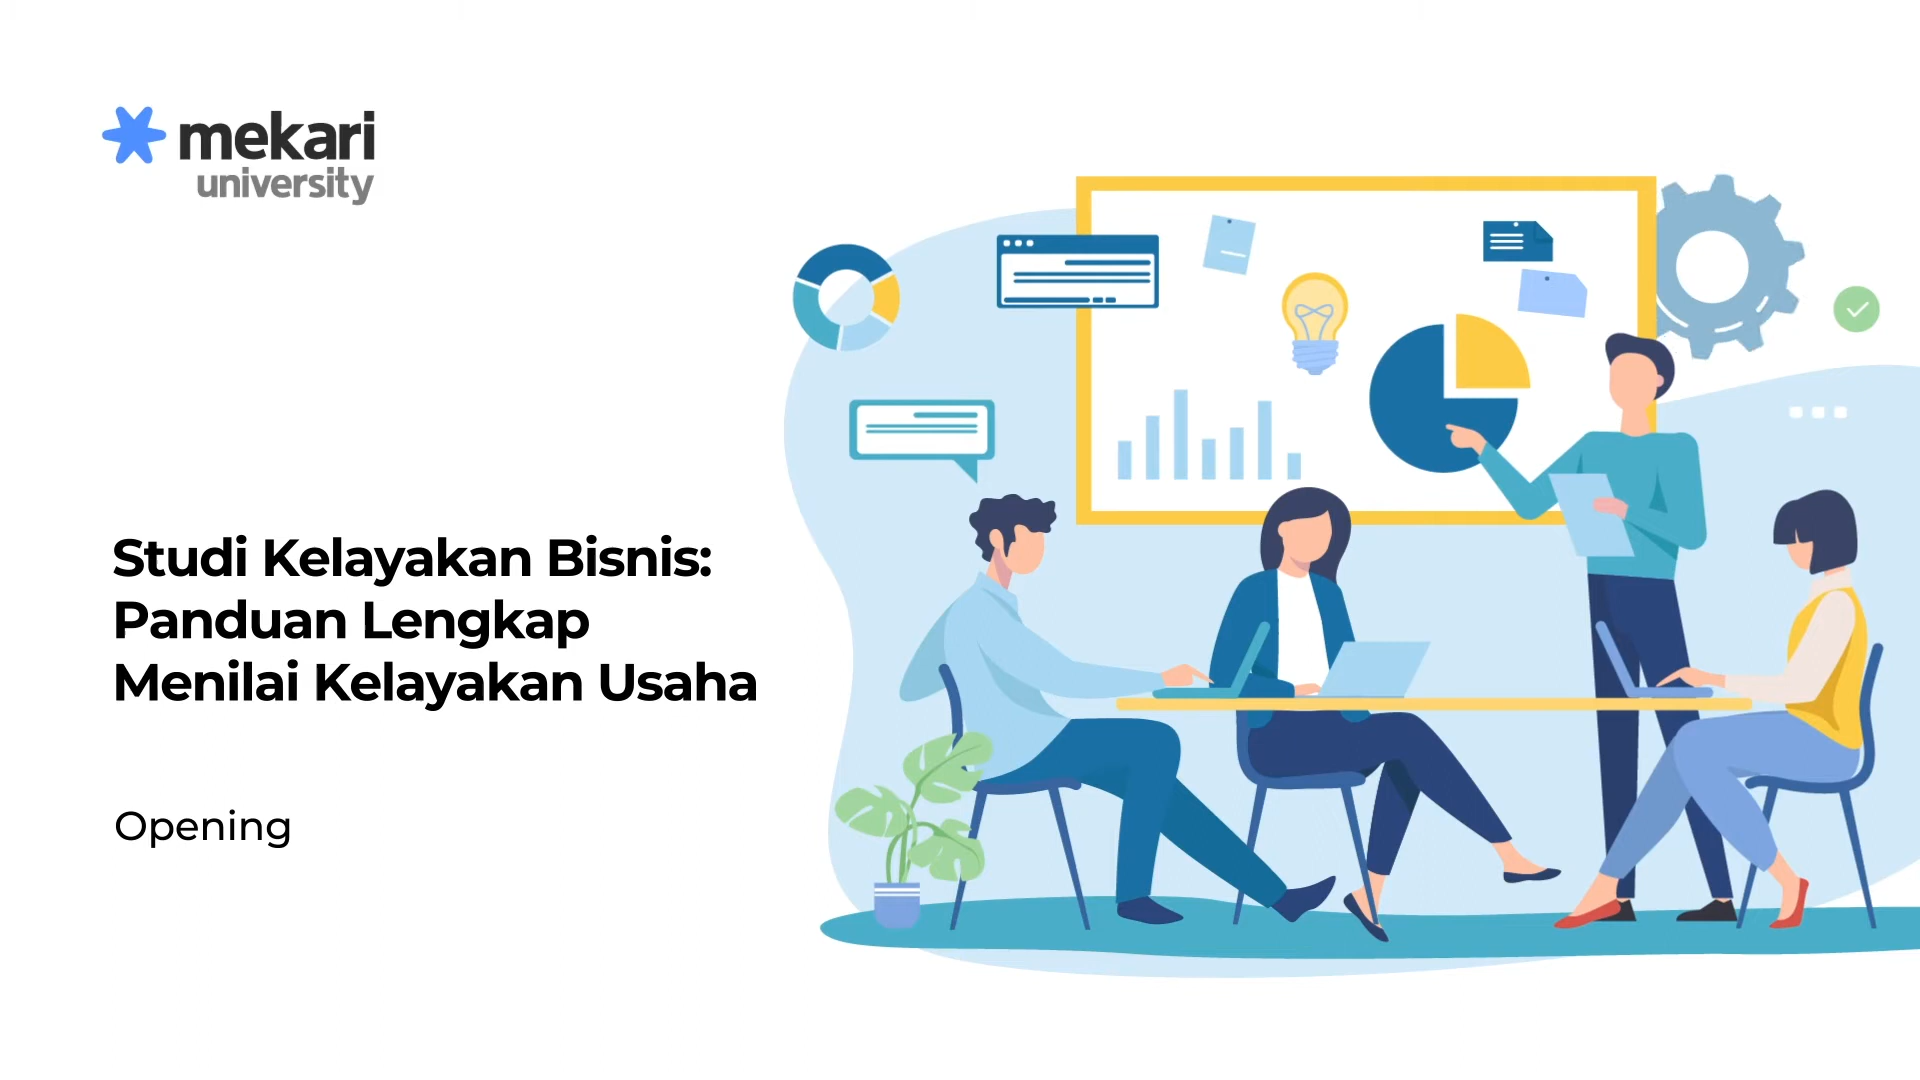 mekari
university
Studi Kelayakan Bisnis:
Panduan Lengkap
Menilai Kelayakan Usaha
Opening